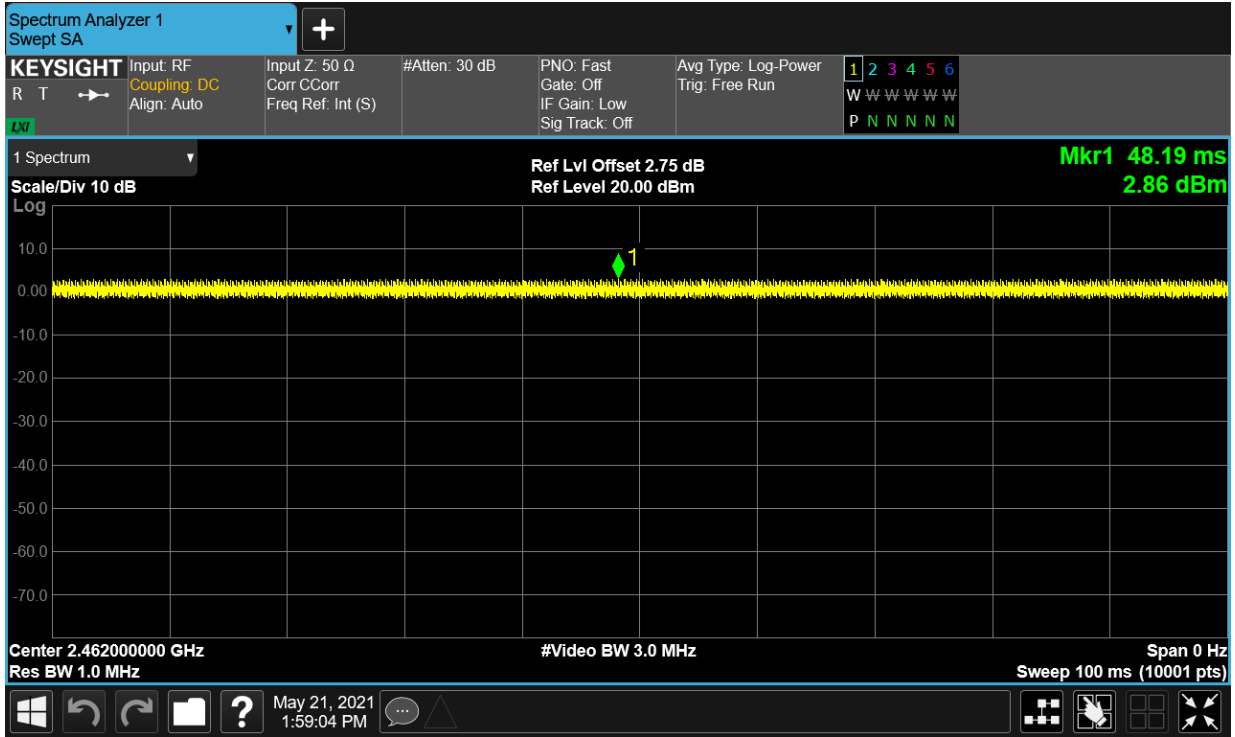 Spectrum Analyzer 1
Swept SA
+
KEYSIGHT
R T
LXI
Input: RF
Coupling: DC
Align: Auto
Input Z: 50 Ω
Corr CCorr
Freq Ref: Int (S)
#Atten: 30 dB
PNO: Fast
Gate: Off
IF Gain: Low
Sig Track: Off
Avg Type: Log-Power
Trig: Free Run
1 2 3 4 5 6
W W W W W W
P N N N N N
1 Spectrum
Scale/Div 10 dB
Ref Lvl Offset 2.75 dB
Ref Level 20.00 dBm
Mkr1 48.19 ms
2.86 dBm
Log
1
10.0
0.00
-10.0
-20.0
-30.0
-40.0
-50.0
-60.0
-70.0
Center 2.462000000 GHz
#Video BW 3.0 MHz
Span 0 Hz
Res BW 1.0 MHz
Sweep 100 ms (10001 pts)
?
May 21, 2021
1:59:04 PM